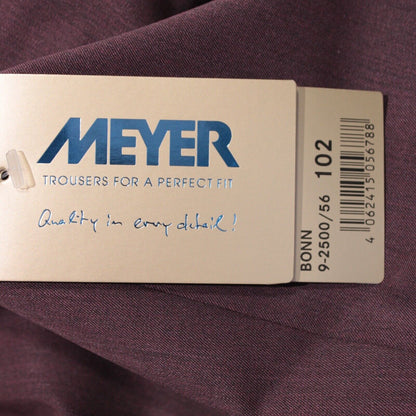 MEYER
TROUSERS FOR A PERFECT FIT
Quality in every detail!
BONN
9-2500/56 102
4 062415 056788